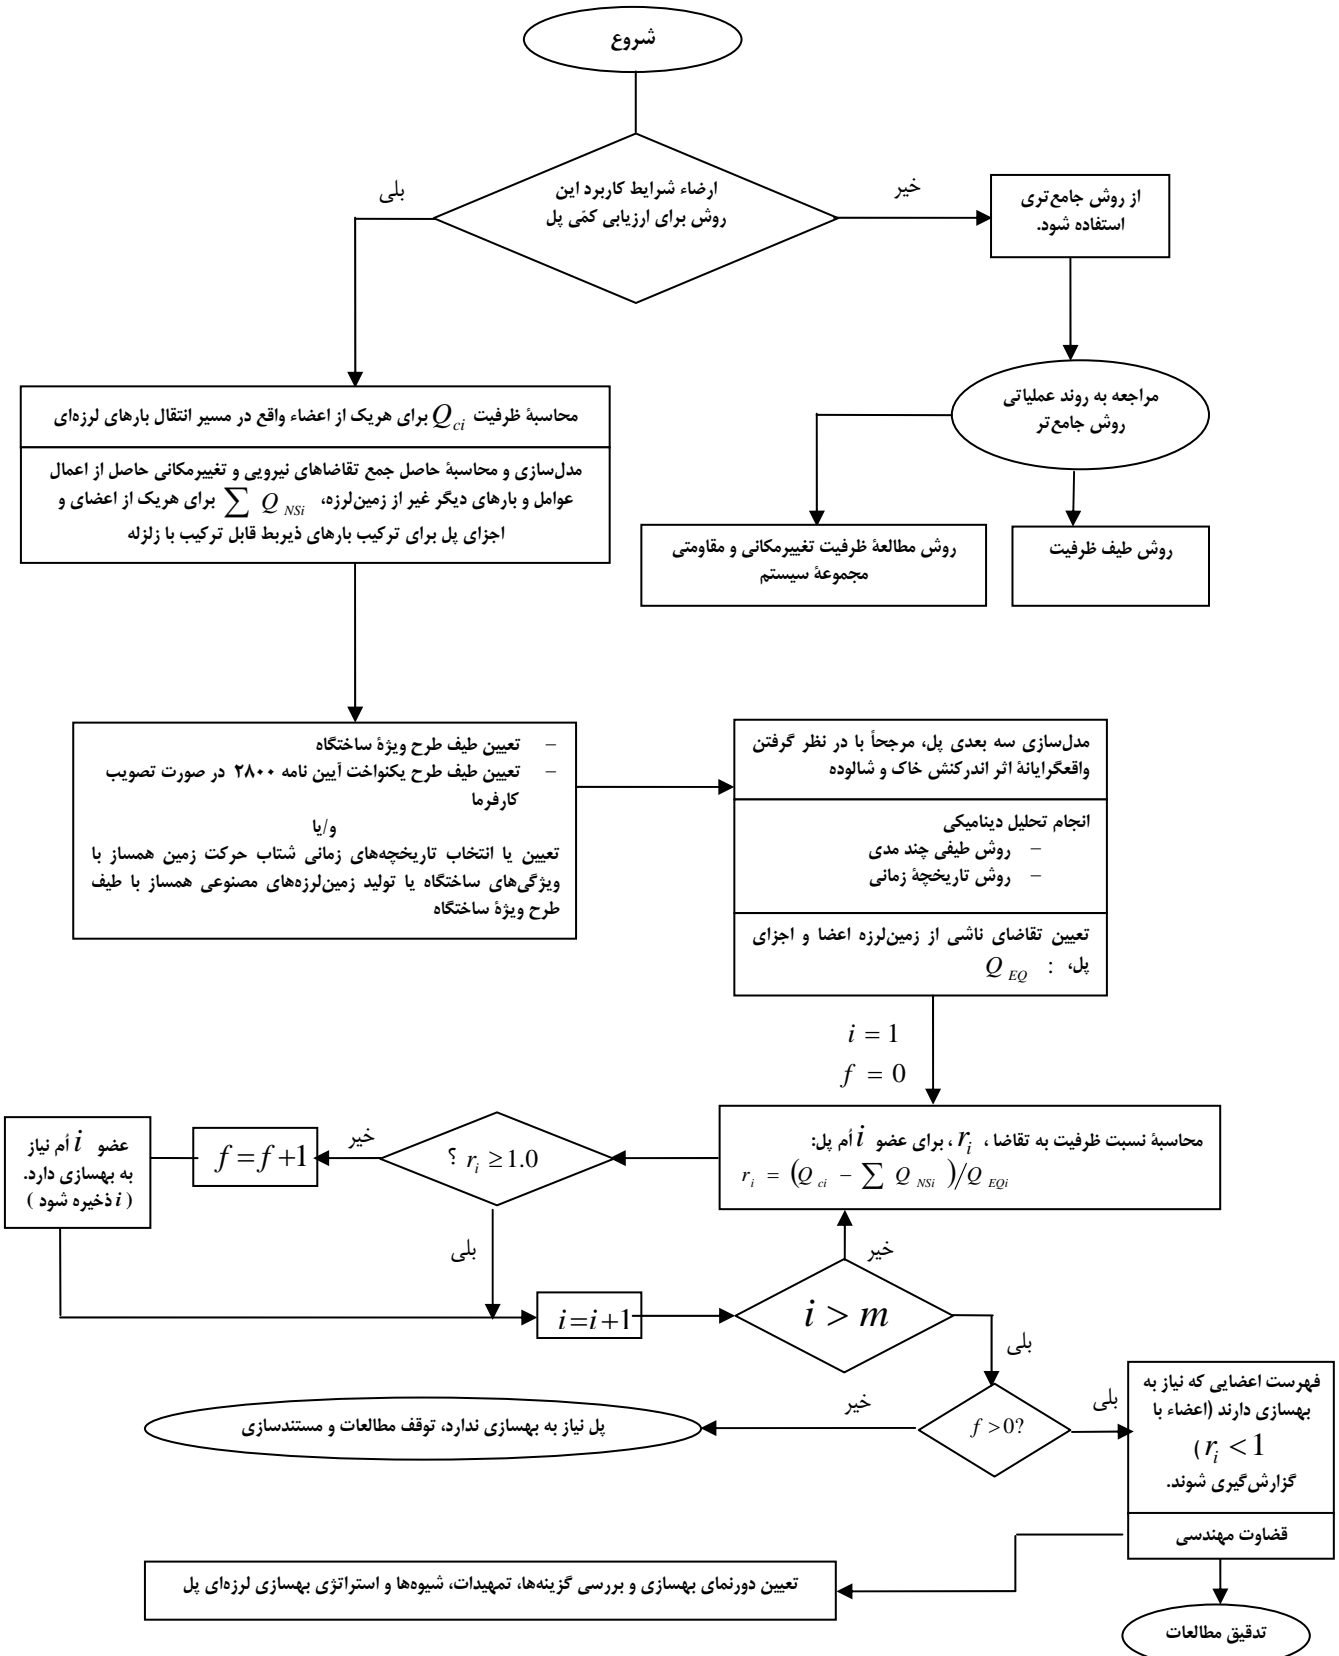 شروع
ارضاء شرایط کاربرد این
روش برای ارزیابی کمّی پل
بلی
خیر
از روش جامع‌تری
استفاده شود.
مراجعه به روند عملیاتی
روش جامع‌تر
روش طیف ظرفیت
روش مطالعهٔ ظرفیت تغییرمکانی و مقاومتی
مجموعهٔ سیستم
محاسبهٔ ظرفیت Q_ci برای هریک از اعضاء واقع در مسیر انتقال بارهای لرزه‌ای
مدل‌سازی و محاسبهٔ حاصل جمع تقاضاهای نیرویی و تغییرمکانی حاصل از اعمال
عوامل و بارهای دیگر غیر از زمین‌لرزه، ∑ Q_NSi برای هریک از اعضای و
اجزای پل برای ترکیب بارهای ذیربط قابل ترکیب با زلزله
– تعیین طیف طرح ویژهٔ ساختگاه
– تعیین طیف طرح یکنواخت آیین نامه ۲۸۰۰ در صورت تصویب
کارفرما
و/یا
تعیین یا انتخاب تاریخچه‌های زمانی شتاب حرکت زمین همساز با
ویژگی‌های ساختگاه یا تولید زمین‌لرزه‌های مصنوعی همساز با طیف
طرح ویژهٔ ساختگاه
مدل‌سازی سه بعدی پل، مرجحاً با در نظر گرفتن
واقعگرایانهٔ اثر اندرکنش خاک و شالوده
انجام تحلیل دینامیکی
– روش طیفی چند مدی
– روش تاریخچهٔ زمانی
تعیین تقاضای ناشی از زمین‌لرزه اعضا و اجزای
پل، : Q_EQ
i = 1
f = 0
محاسبهٔ نسبت ظرفیت به تقاضا ، r_i ، برای عضو i اُم پل:
r_i = (Q_ci − ∑ Q_NSi)/Q_EQi
r_i ≥ 1.0 ؟
خیر
بلی
f = f +1
عضو i اُم نیاز
به بهسازی دارد.
( i ذخیره شود )
i=i+1
i > m
خیر
بلی
f >0?
خیر
بلی
پل نیاز به بهسازی ندارد، توقف مطالعات و مستندسازی
فهرست اعضایی که نیاز به
بهسازی دارند (اعضاء با
r_i < 1)
گزارش‌گیری شوند.
قضاوت مهندسی
تعیین دورنمای بهسازی و بررسی گزینه‌ها، تمهیدات، شیوه‌ها و استراتژی بهسازی لرزه‌ای پل
تدقیق مطالعات